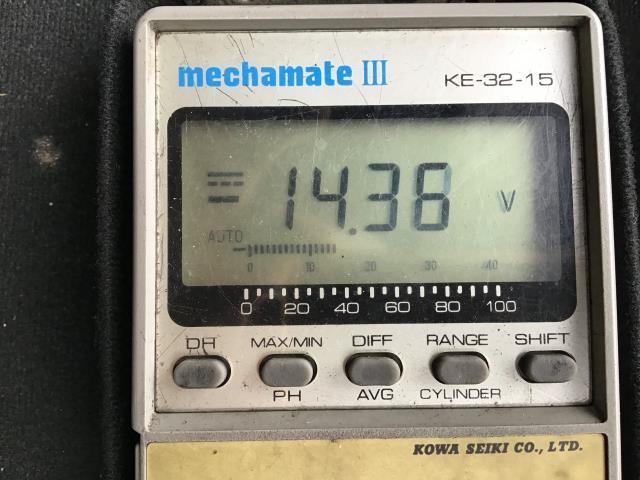 mechamate III KE-32-15
14.38 V
AUTO
0 10 20 30 40
0 20 40 60 80 100
DH MAX/MIN DIFF RANGE SHIFT
PH AVG CYLINDER
KOWA SEIKI CO., LTD.